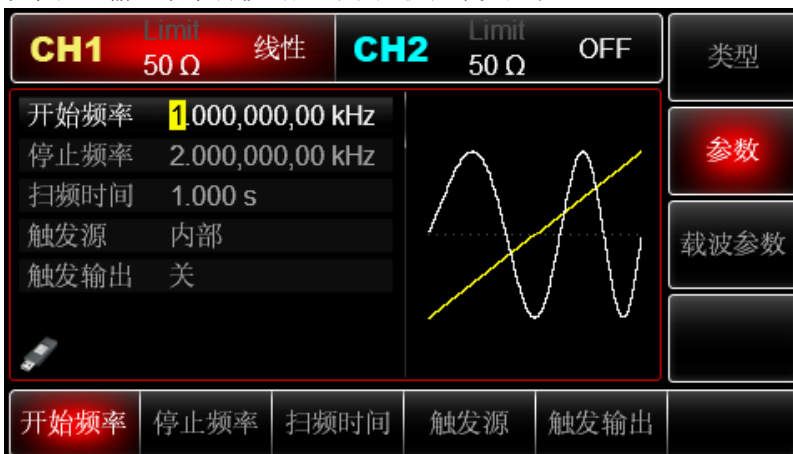 CH1 Limit 50 Ω 线性
CH2 Limit 50 Ω OFF
类型
开始频率 1.000,000,00 kHz
停止频率 2.000,000,00 kHz
扫频时间 1.000 s
触发源 内部
触发输出 关
参数
载波参数
开始频率 停止频率 扫频时间 触发源 触发输出